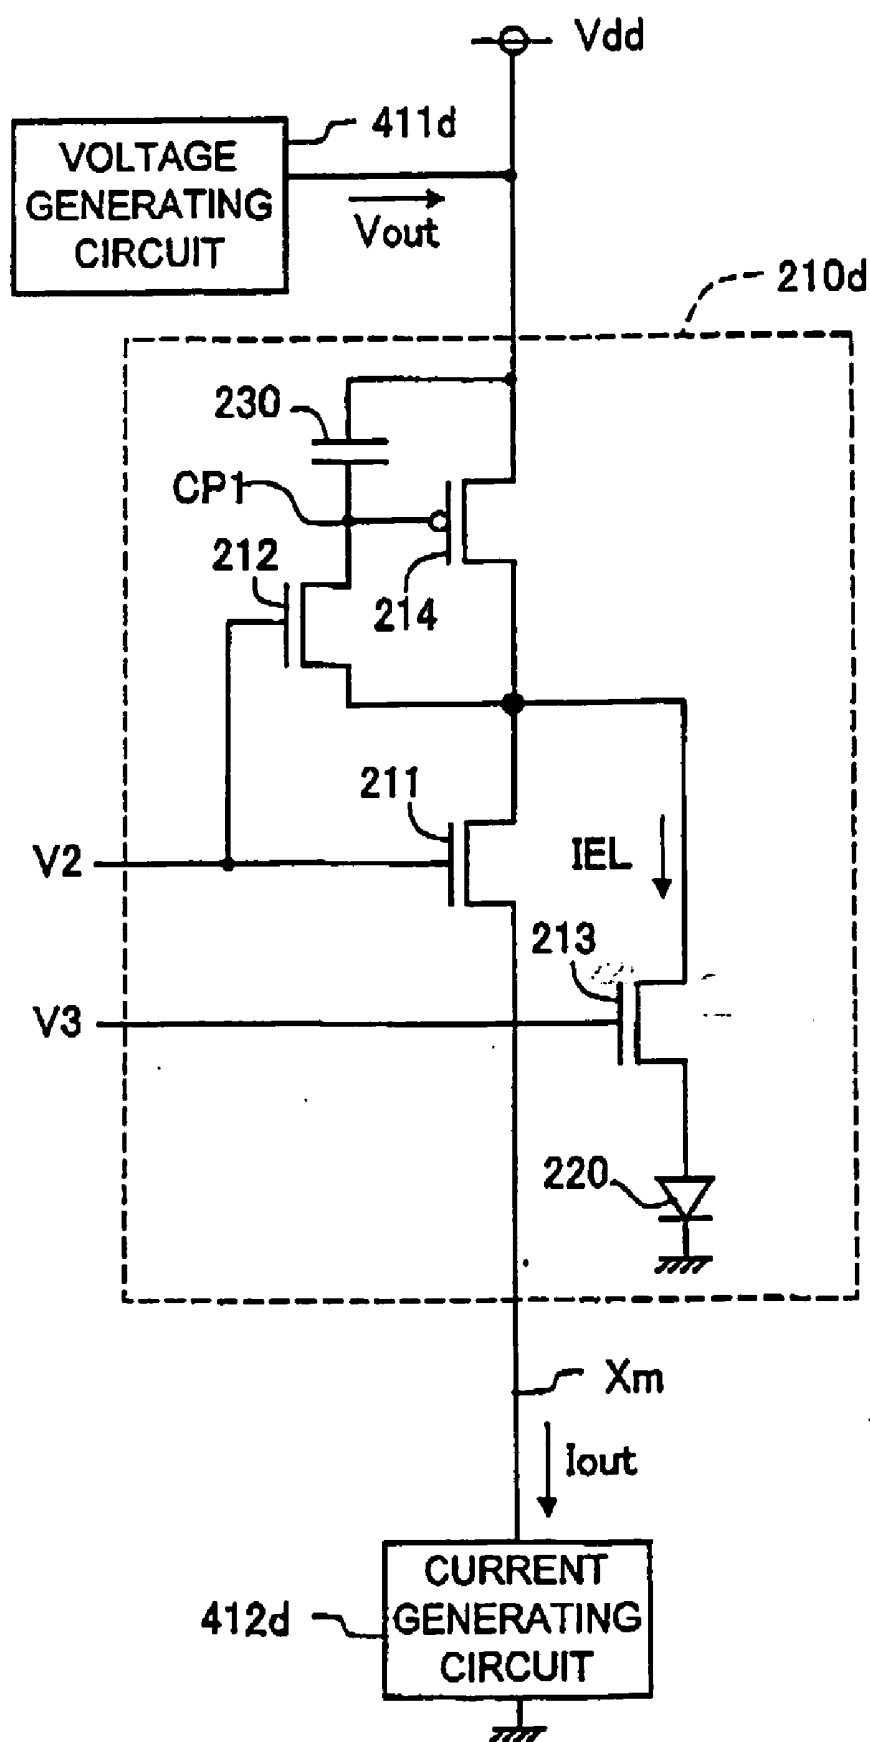 Vdd
411d
VOLTAGE
GENERATING
CIRCUIT
Vout
210d
230
CP1
212
214
211
V2
IEL
213
V3
220
Xm
Iout
412d
CURRENT
GENERATING
CIRCUIT